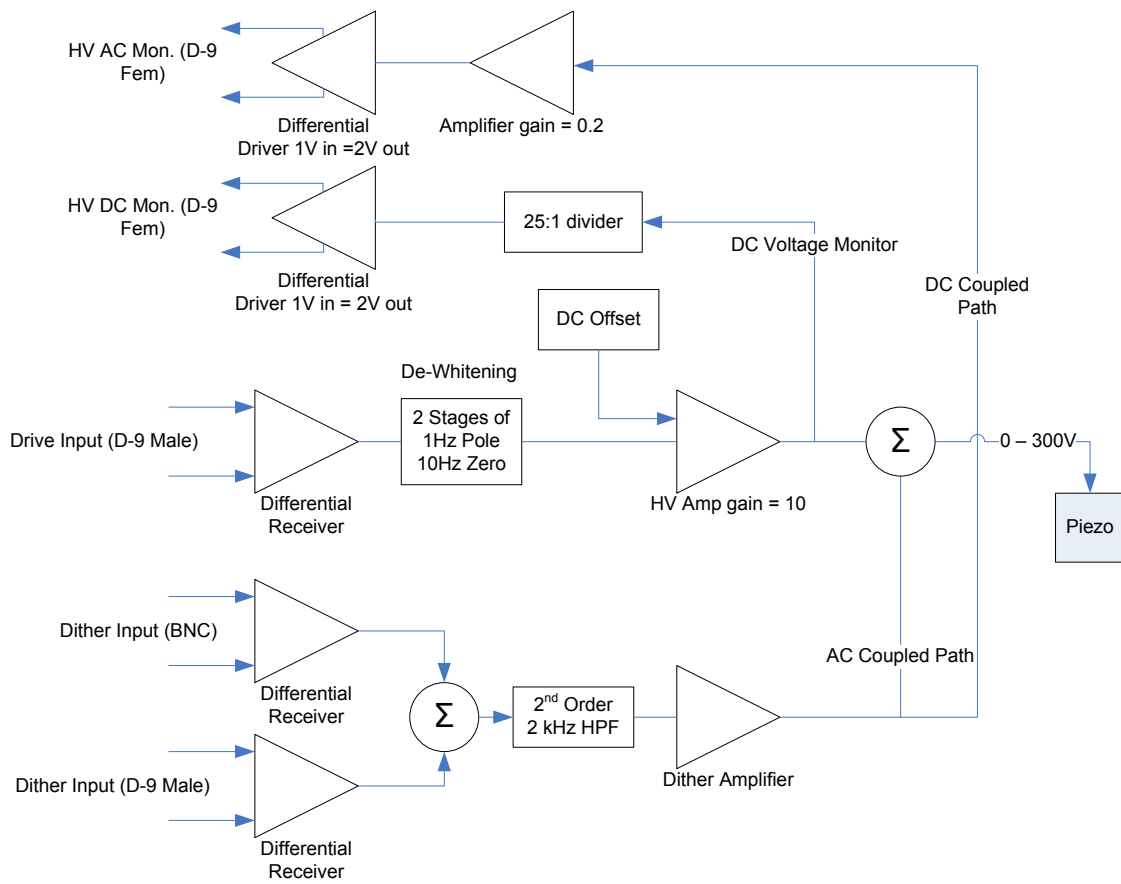 HV AC Mon. (D-9
Fem)
Differential
Driver 1V in =2V out
Amplifier gain = 0.2
HV DC Mon. (D-9
Fem)
25:1 divider
DC Voltage Monitor
Differential
Driver 1V in = 2V out
DC Coupled
Path
DC Offset
De-Whitening
2 Stages of
1Hz Pole
10Hz Zero
Drive Input (D-9 Male)
Differential
Receiver
HV Amp gain = 10
Σ
0 – 300V
Piezo
Dither Input (BNC)
Differential
Receiver
AC Coupled Path
Σ
2nd Order
2 kHz HPF
Dither Amplifier
Dither Input (D-9 Male)
Differential
Receiver